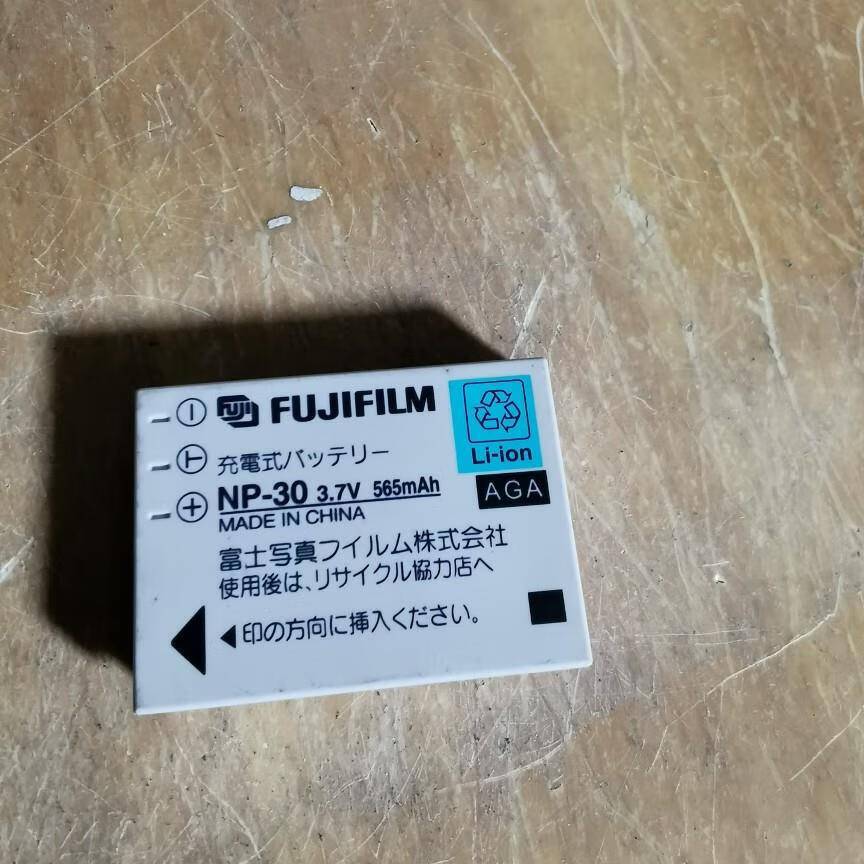 FUJI FUJIFILM
充電式バッテリー
NP-30 3.7V 565mAh
MADE IN CHINA
富士写真フイルム株式会社
使用後は、リサイクル協力店へ
◀印の方向に挿入ください。
Li-ion
AGA